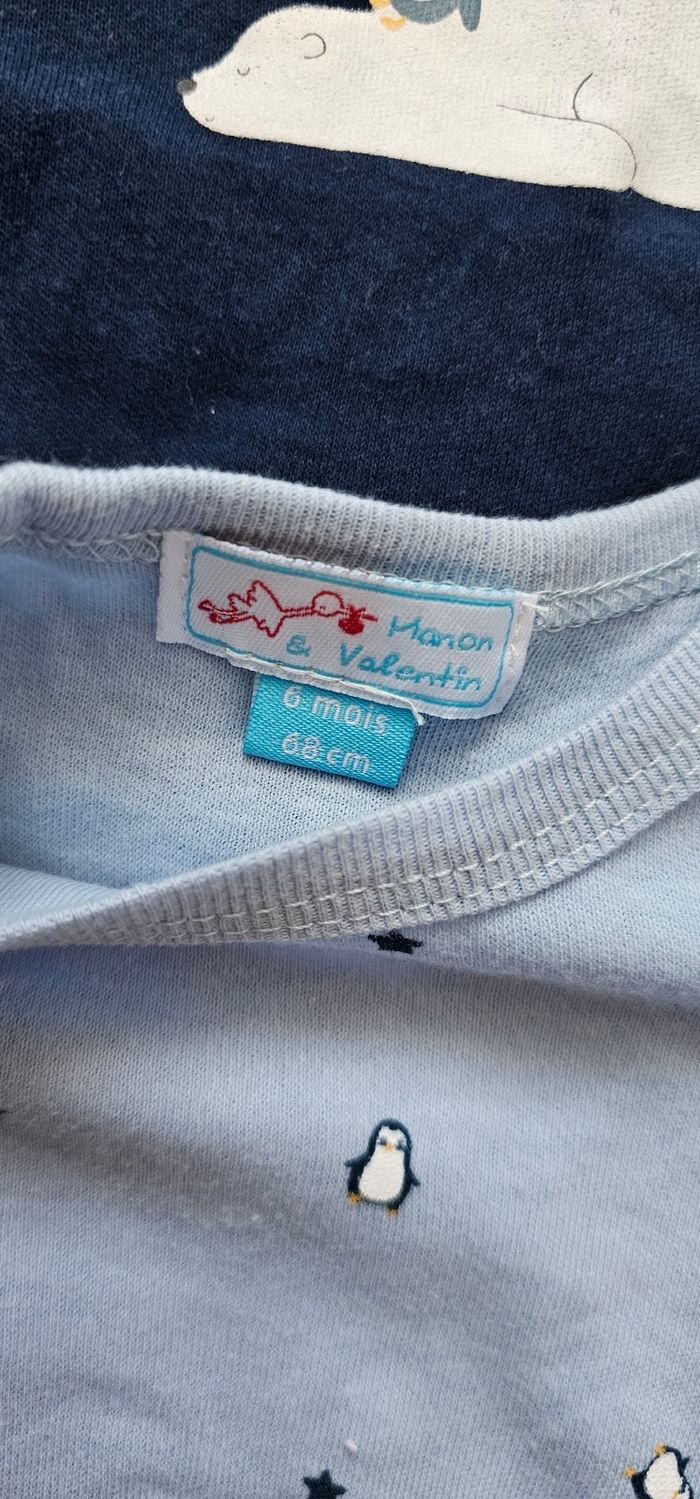 Manon
& Valentin
6 mois
68 cm